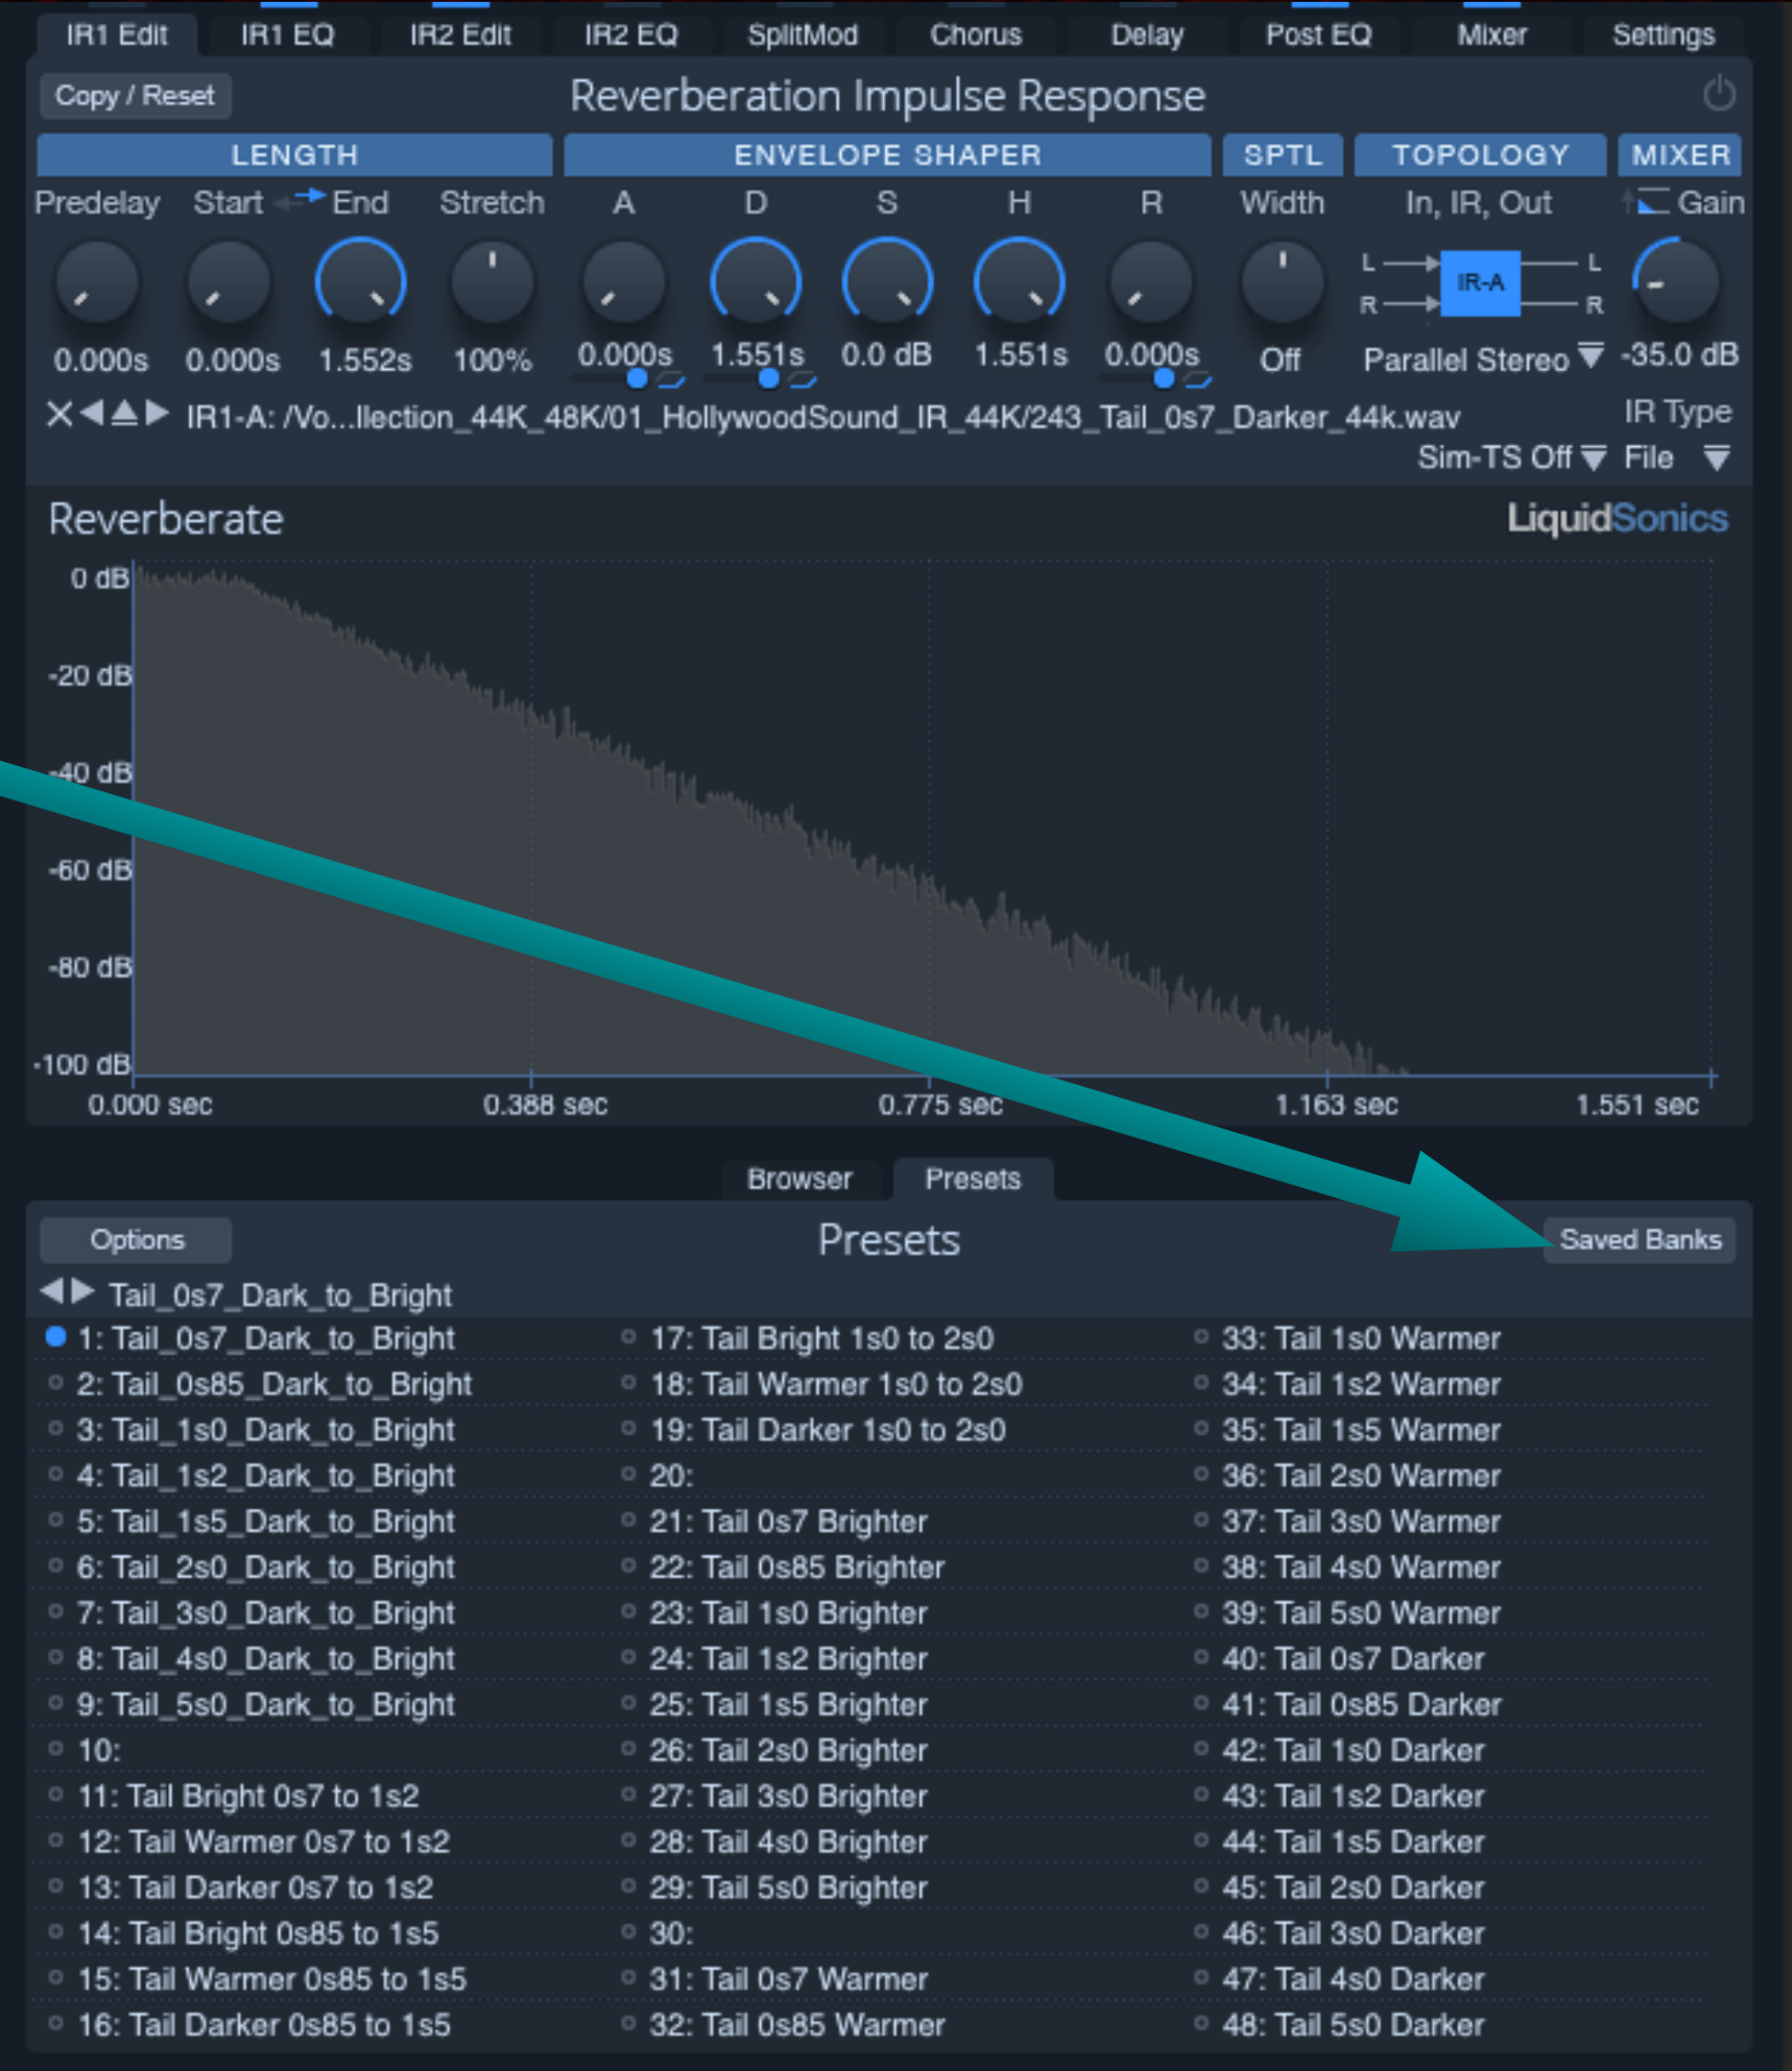 IR1 Edit IR1 EQ IR2 Edit IR2 EQ SplitMod Chorus Delay Post EQ Mixer Settings
Copy / Reset Reverberation Impulse Response
LENGTH ENVELOPE SHAPER SPTL TOPOLOGY MIXER
Predelay Start End Stretch A D S H R Width In, IR, Out Gain
L IR-A L
R R
0.000s 0.000s 1.552s 100% 0.000s 1.551s 0.0 dB 1.551s 0.000s Off Parallel Stereo -35.0 dB
IR1-A: /Vo...llection_44K_48K/01_HollywoodSound_IR_44K/243_Tail_0s7_Darker_44k.wav IR Type
Sim-TS Off File
Reverberate LiquidSonics
0 dB
-20 dB
-40 dB
-60 dB
-80 dB
-100 dB
0.000 sec 0.388 sec 0.775 sec 1.163 sec 1.551 sec
Browser Presets
Options Presets Saved Banks
Tail_0s7_Dark_to_Bright
1: Tail_0s7_Dark_to_Bright
2: Tail_0s85_Dark_to_Bright
3: Tail_1s0_Dark_to_Bright
4: Tail_1s2_Dark_to_Bright
5: Tail_1s5_Dark_to_Bright
6: Tail_2s0_Dark_to_Bright
7: Tail_3s0_Dark_to_Bright
8: Tail_4s0_Dark_to_Bright
9: Tail_5s0_Dark_to_Bright
10:
11: Tail Bright 0s7 to 1s2
12: Tail Warmer 0s7 to 1s2
13: Tail Darker 0s7 to 1s2
14: Tail Bright 0s85 to 1s5
15: Tail Warmer 0s85 to 1s5
16: Tail Darker 0s85 to 1s5
17: Tail Bright 1s0 to 2s0
18: Tail Warmer 1s0 to 2s0
19: Tail Darker 1s0 to 2s0
20:
21: Tail 0s7 Brighter
22: Tail 0s85 Brighter
23: Tail 1s0 Brighter
24: Tail 1s2 Brighter
25: Tail 1s5 Brighter
26: Tail 2s0 Brighter
27: Tail 3s0 Brighter
28: Tail 4s0 Brighter
29: Tail 5s0 Brighter
30:
31: Tail 0s7 Warmer
32: Tail 0s85 Warmer
33: Tail 1s0 Warmer
34: Tail 1s2 Warmer
35: Tail 1s5 Warmer
36: Tail 2s0 Warmer
37: Tail 3s0 Warmer
38: Tail 4s0 Warmer
39: Tail 5s0 Warmer
40: Tail 0s7 Darker
41: Tail 0s85 Darker
42: Tail 1s0 Darker
43: Tail 1s2 Darker
44: Tail 1s5 Darker
45: Tail 2s0 Darker
46: Tail 3s0 Darker
47: Tail 4s0 Darker
48: Tail 5s0 Darker